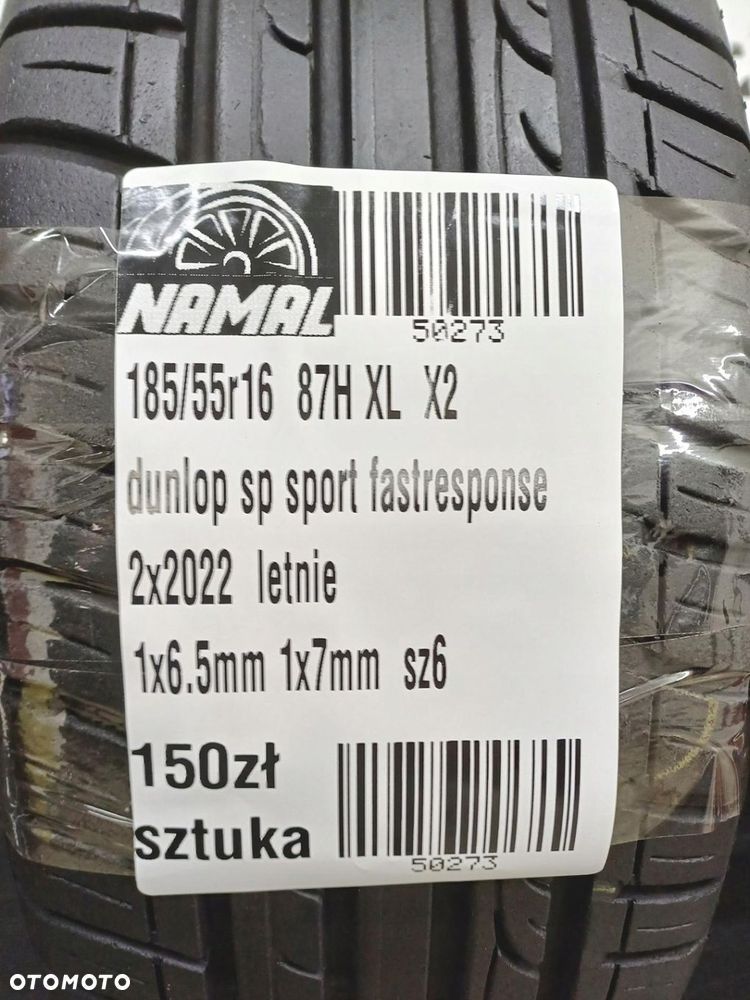 NAMAL
50273
185/55r16 87H XL X2
dunlop sp sport fastresponse
2x2022 letnie
1x6.5mm 1x7mm sz6
150zł
sztuka
50273
OTOMOTO